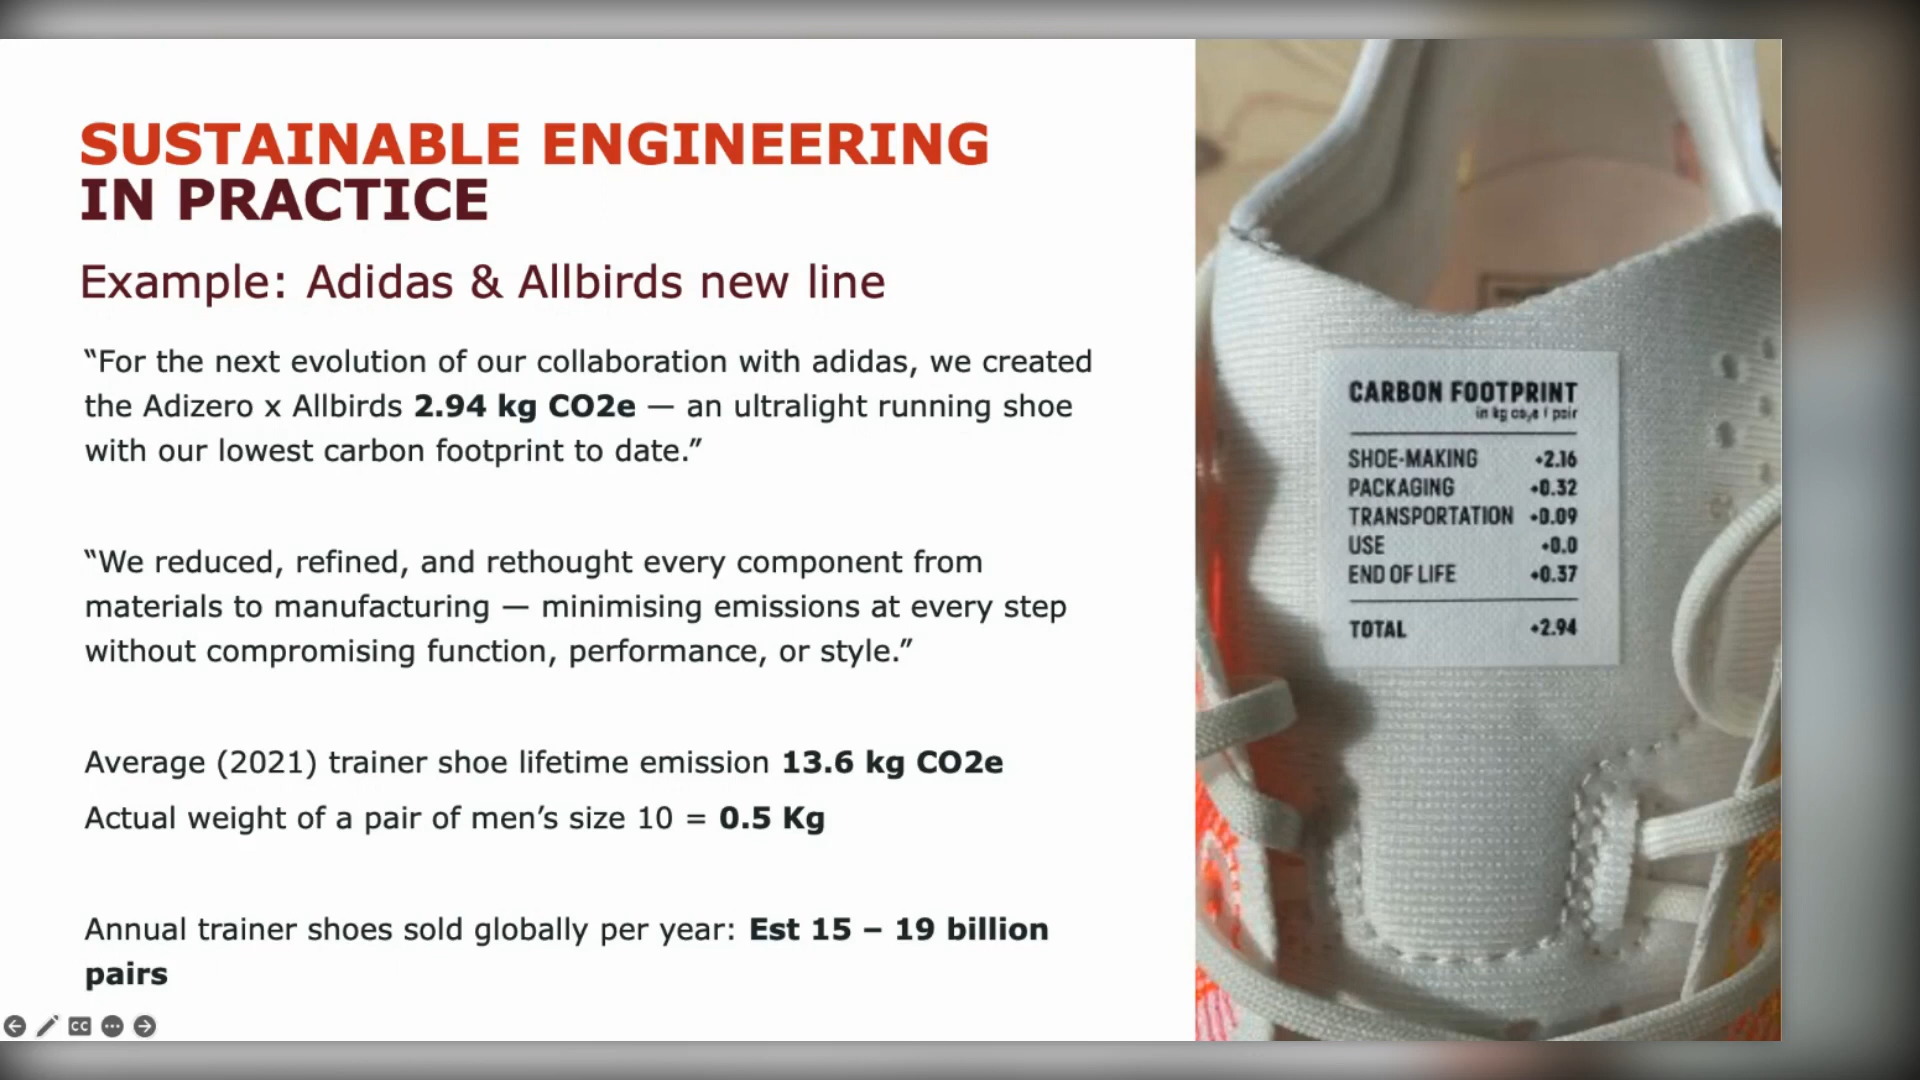 SUSTAINABLE ENGINEERING
IN PRACTICE
Example: Adidas & Allbirds new line
“For the next evolution of our collaboration with adidas, we created
the Adizero x Allbirds 2.94 kg CO2e — an ultralight running shoe
with our lowest carbon footprint to date.”
“We reduced, refined, and rethought every component from
materials to manufacturing — minimising emissions at every step
without compromising function, performance, or style.”
Average (2021) trainer shoe lifetime emission 13.6 kg CO2e
Actual weight of a pair of men’s size 10 = 0.5 Kg
Annual trainer shoes sold globally per year: Est 15 – 19 billion
pairs
CC
CARBON FOOTPRINT
in kg co₂e / pair
SHOE-MAKING +2.16
PACKAGING +0.32
TRANSPORTATION +0.09
USE +0.0
END OF LIFE +0.37
TOTAL +2.94